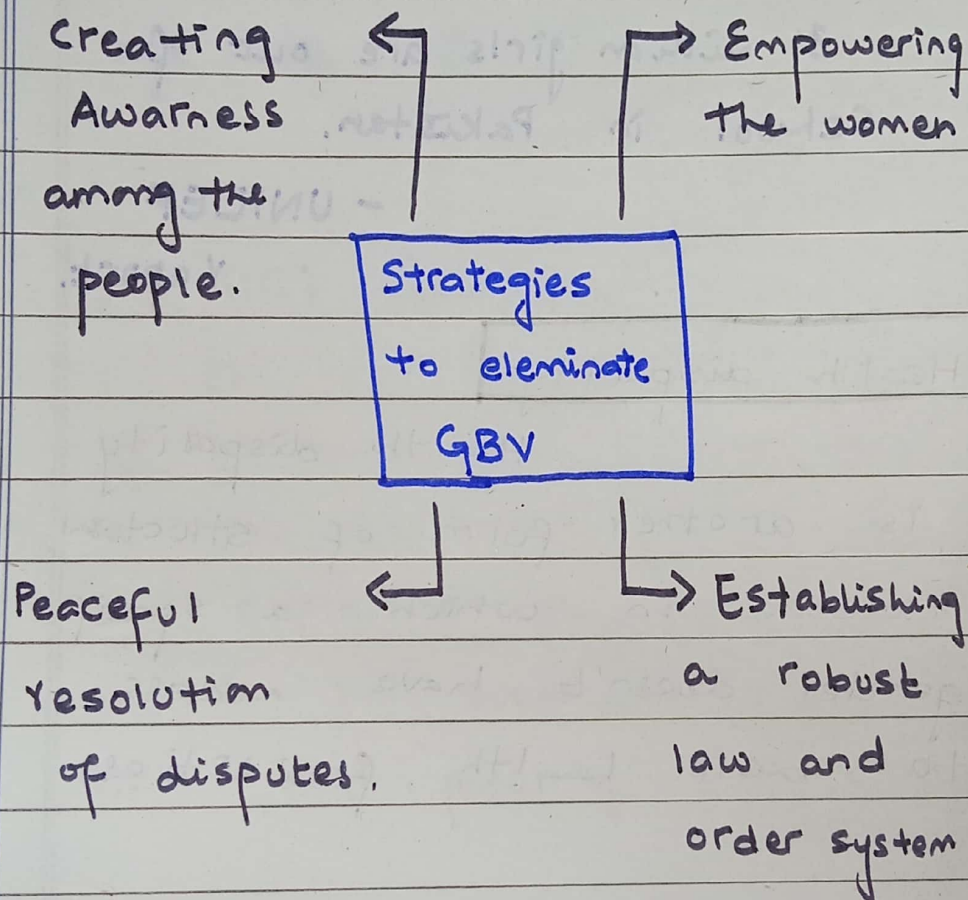 Creating
Awarness
among the
people.
Empowering
the women
Strategies
to eleminate
GBV
Peaceful
resolution
of disputes.
Establishing
a robust
law and
order system